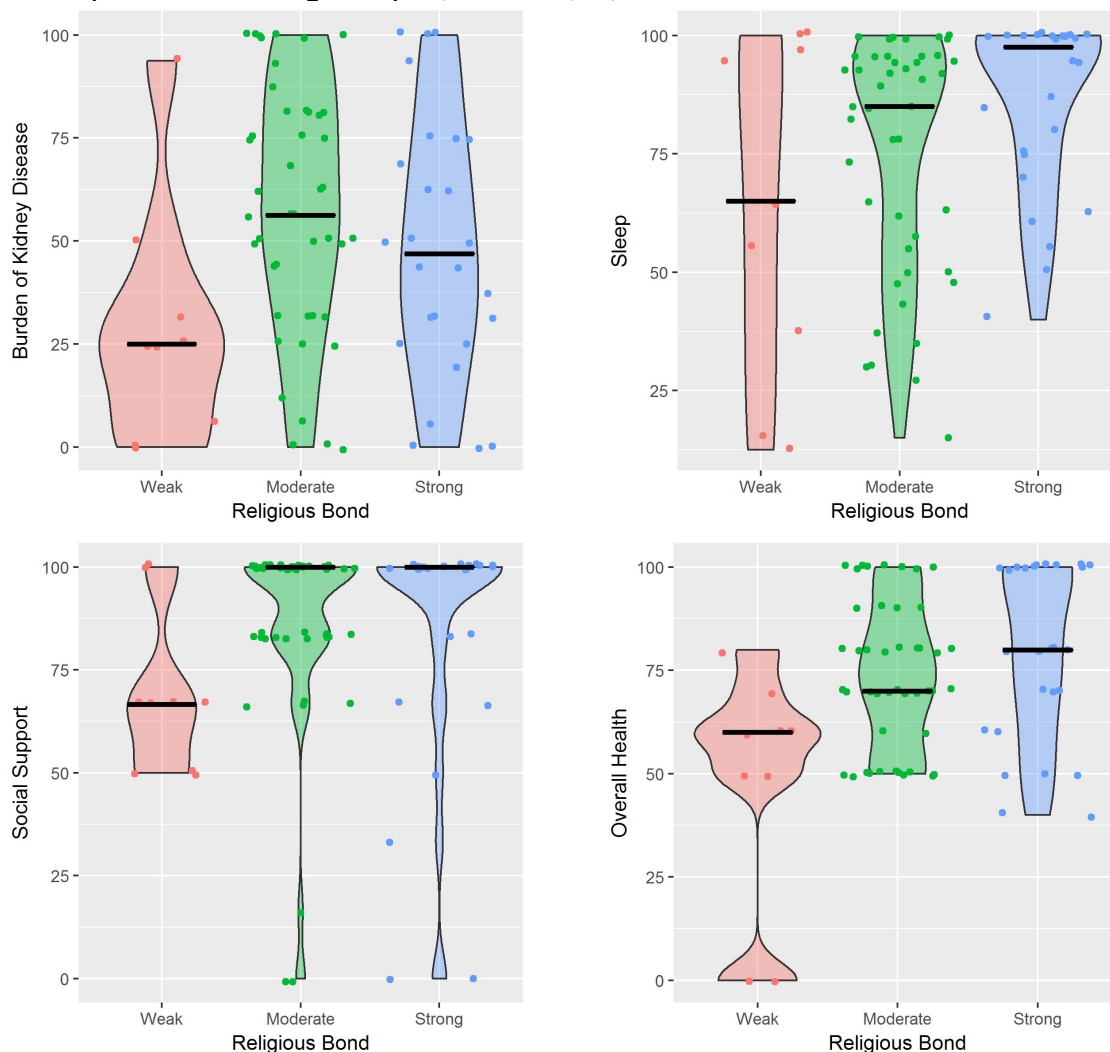 100
75
50
25
0
Burden of Kidney Disease
Weak Moderate Strong
Religious Bond
100
75
50
25
Sleep
Weak Moderate Strong
Religious Bond
100
75
50
25
0
Social Support
Weak Moderate Strong
Religious Bond
100
75
50
25
0
Overall Health
Weak Moderate Strong
Religious Bond